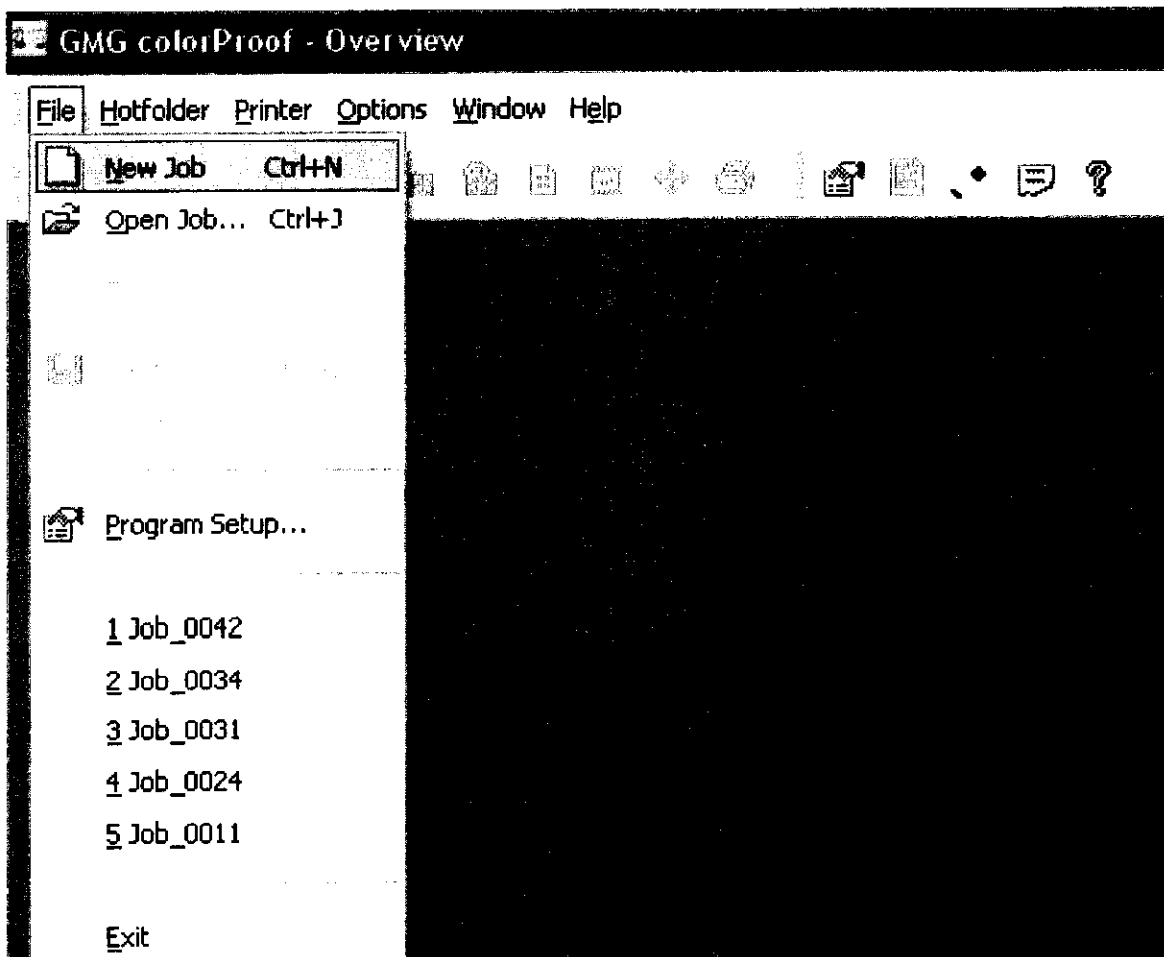 GMG colorProof - Overview
File Hotfolder Printer Options Window Help
New Job Ctrl+N
Open Job... Ctrl+J
Program Setup...
1 Job_0042
2 Job_0034
3 Job_0031
4 Job_0024
5 Job_0011
Exit